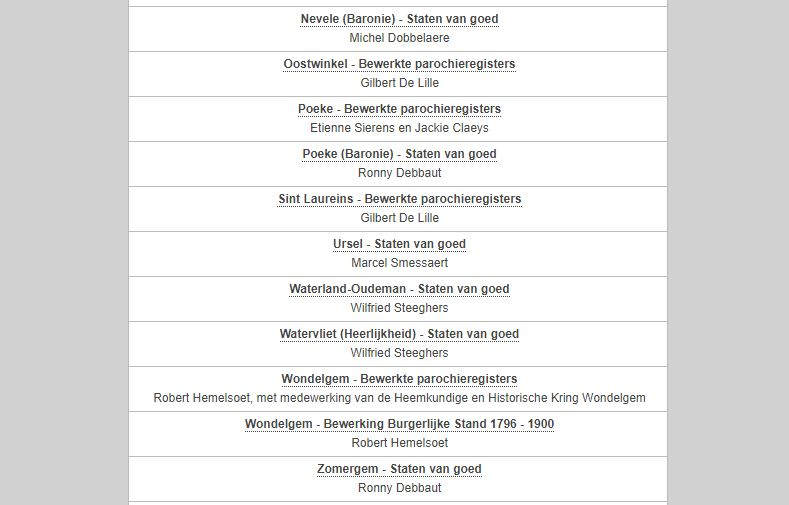 Nevele (Baronie) - Staten van goed
Michel Dobbelaere
Oostwinkel - Bewerkte parochieregisters
Gilbert De Lille
Poeke - Bewerkte parochieregisters
Etienne Sierens en Jackie Claeys
Poeke (Baronie) - Staten van goed
Ronny Debbaut
Sint Laureins - Bewerkte parochieregisters
Gilbert De Lille
Ursel - Staten van goed
Marcel Smessaert
Waterland-Oudeman - Staten van goed
Wilfried Steeghers
Watervliet (Heerlijkheid) - Staten van goed
Wilfried Steeghers
Wondelgem - Bewerkte parochieregisters
Robert Hemelsoet, met medewerking van de Heemkundige en Historische Kring Wondelgem
Wondelgem - Bewerking Burgerlijke Stand 1796 - 1900
Robert Hemelsoet
Zomergem - Staten van goed
Ronny Debbaut